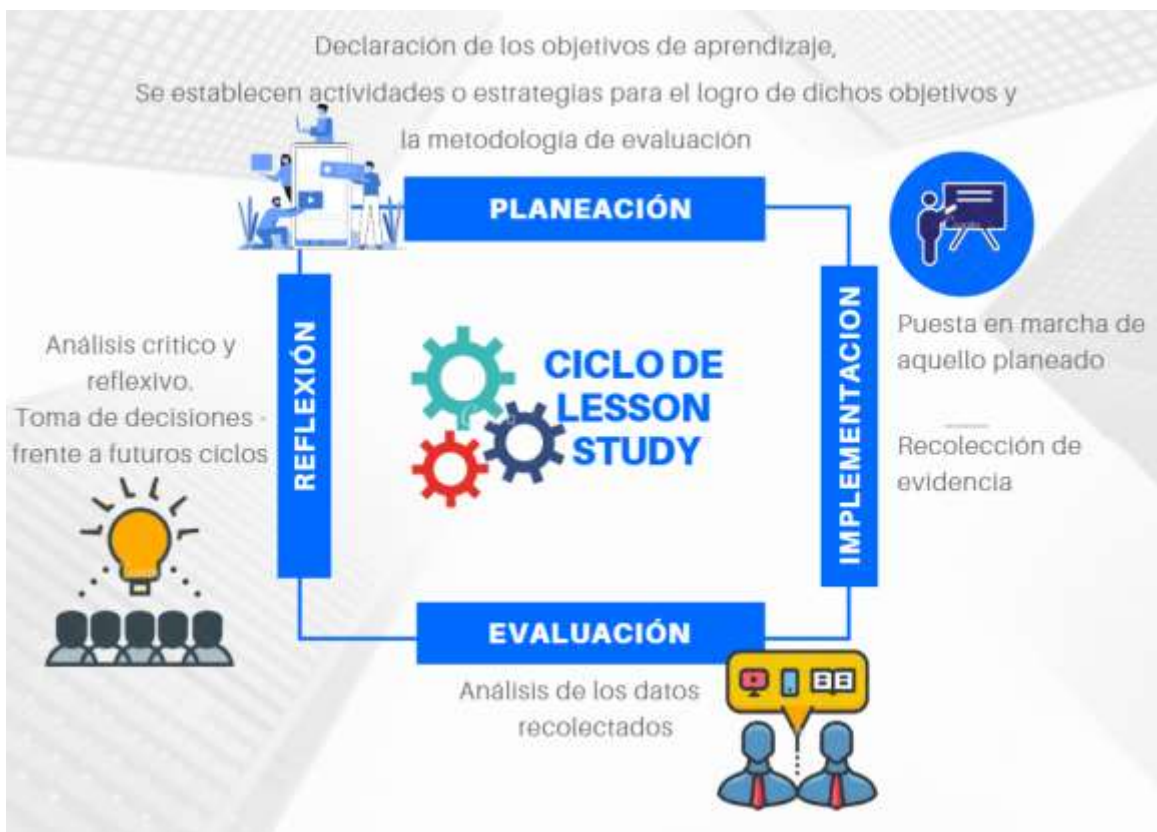 Declaración de los objetivos de aprendizaje,
Se establecen actividades o estrategias para el logro de dichos objetivos y
la metodología de evaluación
PLANEACIÓN
Puesta en marcha de
aquello planeado
Recolección de
evidencia
IMPLEMENTACION
CICLO DE
LESSON
STUDY
REFLEXIÓN
Análisis critico y
reflexivo.
Toma de decisiones -
frente a futuros ciclos
EVALUACIÓN
Análisis de los datos
recolectados